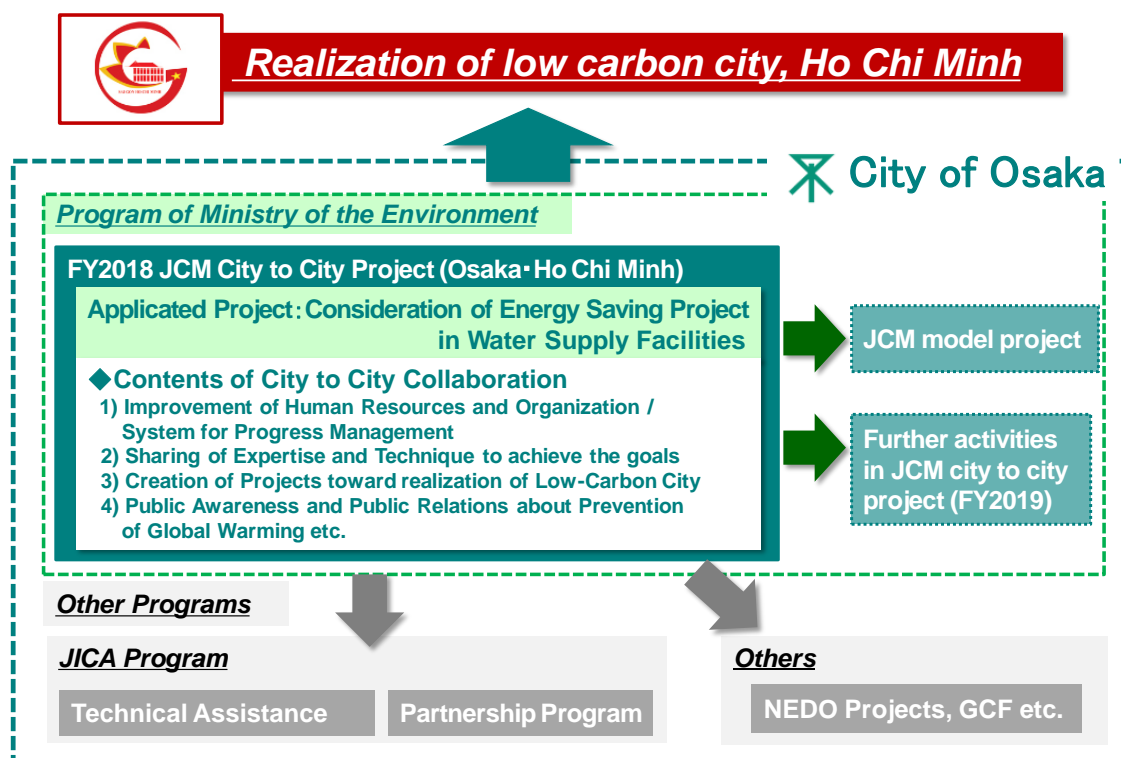 Realization of low carbon city, Ho Chi Minh
City of Osaka
Program of Ministry of the Environment
FY2018 JCM City to City Project (Osaka・Ho Chi Minh)
Applicated Project：Consideration of Energy Saving Project
in Water Supply Facilities
◆Contents of City to City Collaboration
1) Improvement of Human Resources and Organization /
System for Progress Management
2) Sharing of Expertise and Technique to achieve the goals
3) Creation of Projects toward realization of Low-Carbon City
4) Public Awareness and Public Relations about Prevention
of Global Warming etc.
JCM model project
Further activities
in JCM city to city
project (FY2019)
Other Programs
JICA Program
Technical Assistance
Partnership Program
Others
NEDO Projects, GCF etc.